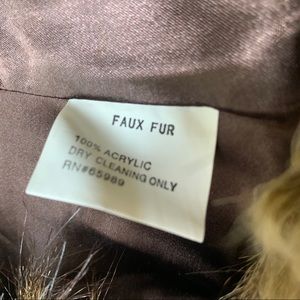 FAUX FUR
100% ACRYLIC
DRY CLEANING ONLY
RN#65989